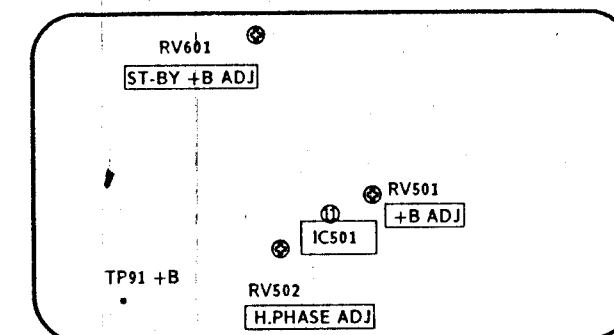 RV601
ST-BY +B ADJ
RV501
+B ADJ
11
IC501
TP91 +B
RV502
H.PHASE ADJ